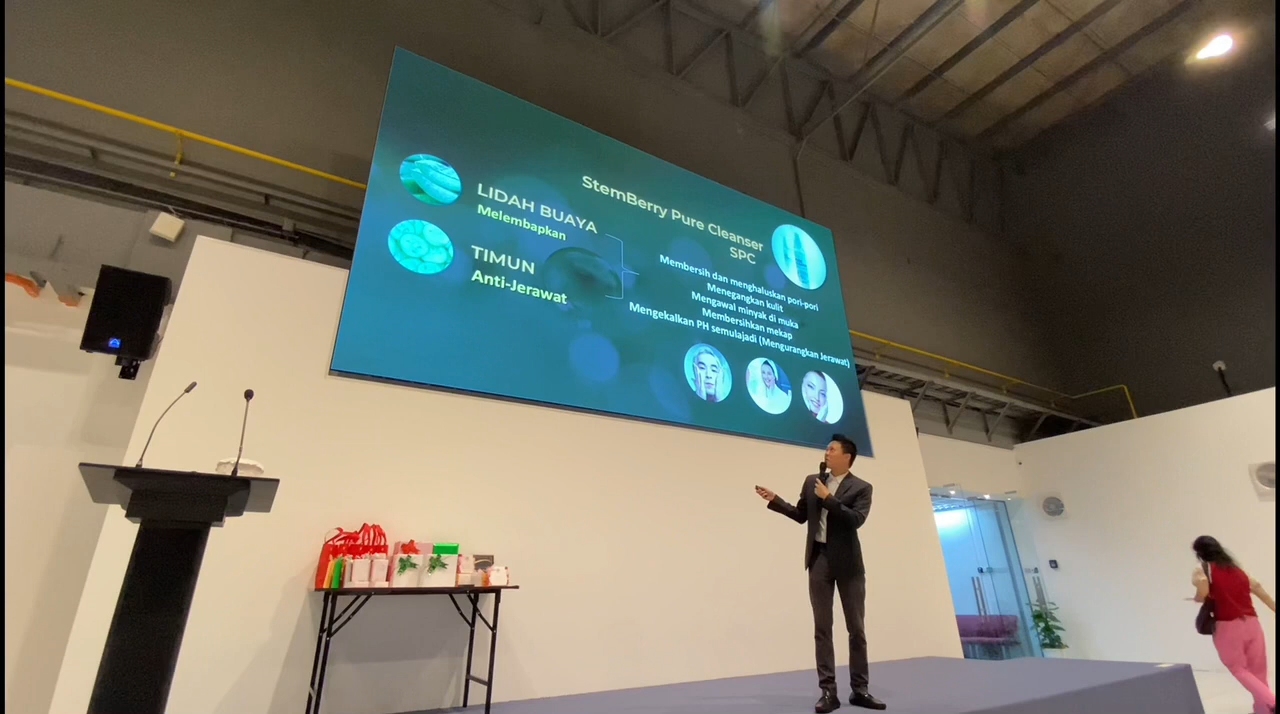 LIDAH BUAYA
Melembapkan
TIMUN
Anti-Jerawat
StemBerry Pure Cleanser
SPC
Membersih dan menghaluskan pori-pori
Menegangkan kulit
Mengawal minyak di muka
Membersihkan mekap
Mengekalkan PH semulajadi (Mengurangkan Jerawat)